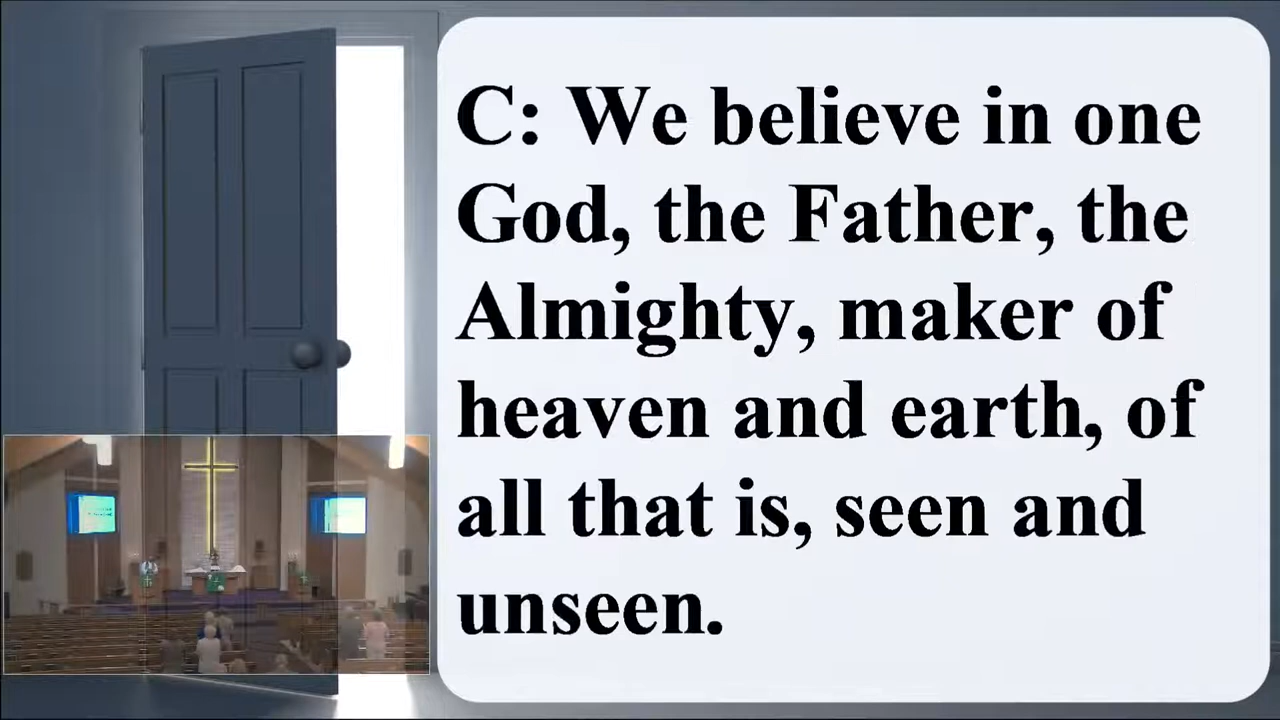 C: We believe in one
God, the Father, the
Almighty, maker of
heaven and earth, of
all that is, seen and
unseen.